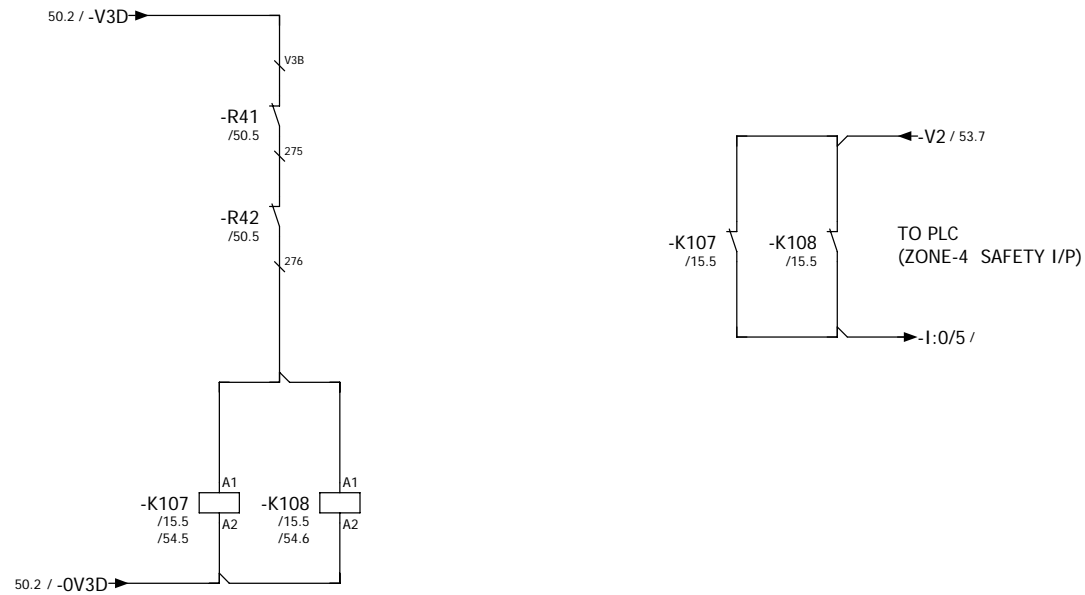 50.2 / -V3D
V3B
-R41
/50.5
275
-R42
/50.5
276
A1
-K107
/15.5
/54.5
A2
A1
-K108
/15.5
/54.6
A2
50.2 / -0V3D
-V2 / 53.7
-K107
/15.5
-K108
/15.5
TO PLC
(ZONE-4 SAFETY I/P)
-I:0/5 /